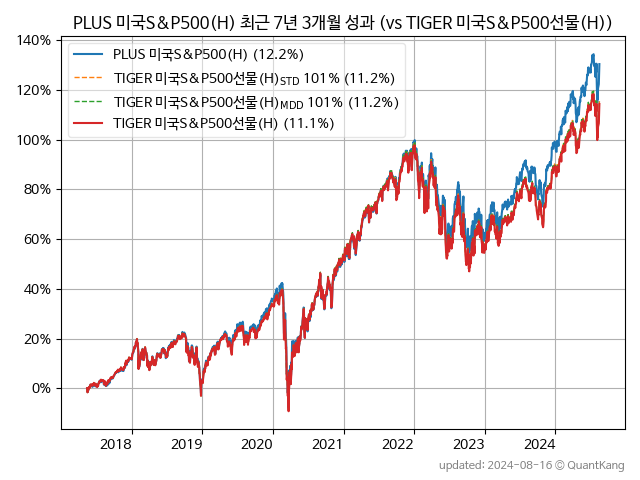 PLUS 미국S&P500(H) 최근 7년 3개월 성과 (vs TIGER 미국S&P500선물(H))
140%
120%
100%
80%
60%
40%
20%
0%
PLUS 미국S&P500(H) (12.2%)
TIGER 미국S&P500선물(H)STD 101% (11.2%)
TIGER 미국S&P500선물(H)MDD 101% (11.2%)
TIGER 미국S&P500선물(H) (11.1%)
2018 2019 2020 2021 2022 2023 2024
updated: 2024-08-16 © QuantKang